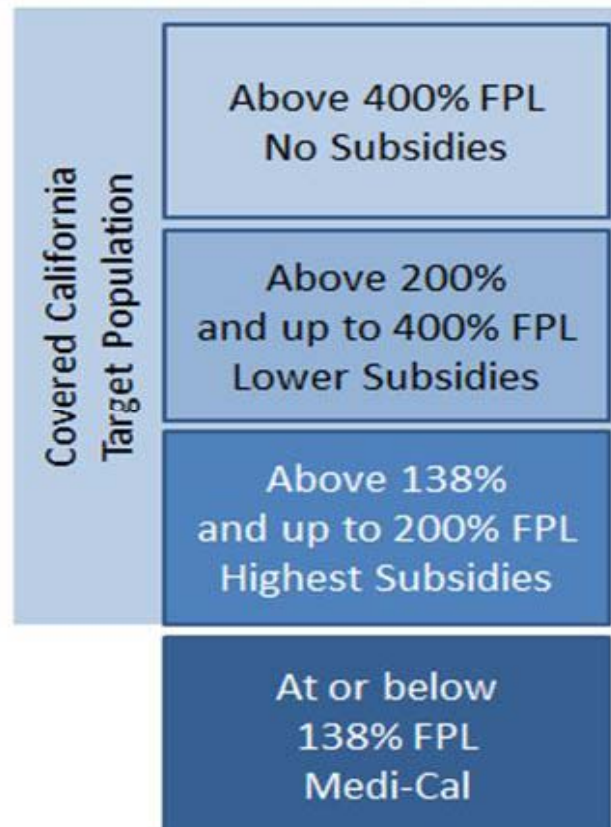 Covered California
Target Population
Above 400% FPL
No Subsidies
Above 200%
and up to 400% FPL
Lower Subsidies
Above 138%
and up to 200% FPL
Highest Subsidies
At or below
138% FPL
Medi-Cal